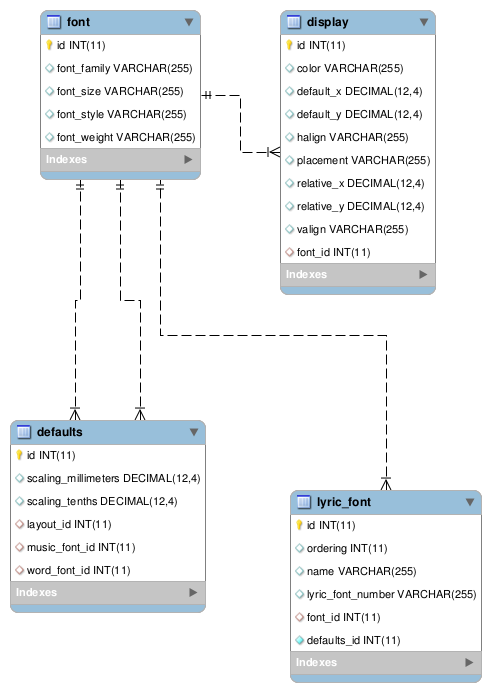 font
id INT(11)
font_family VARCHAR(255)
font_size VARCHAR(255)
font_style VARCHAR(255)
font_weight VARCHAR(255)
Indexes
display
id INT(11)
color VARCHAR(255)
default_x DECIMAL(12,4)
default_y DECIMAL(12,4)
halign VARCHAR(255)
placement VARCHAR(255)
relative_x DECIMAL(12,4)
relative_y DECIMAL(12,4)
valign VARCHAR(255)
font_id INT(11)
Indexes
defaults
id INT(11)
scaling_millimeters DECIMAL(12,4)
scaling_tenths DECIMAL(12,4)
layout_id INT(11)
music_font_id INT(11)
word_font_id INT(11)
Indexes
lyric_font
id INT(11)
ordering INT(11)
name VARCHAR(255)
lyric_font_number VARCHAR(255)
font_id INT(11)
defaults_id INT(11)
Indexes